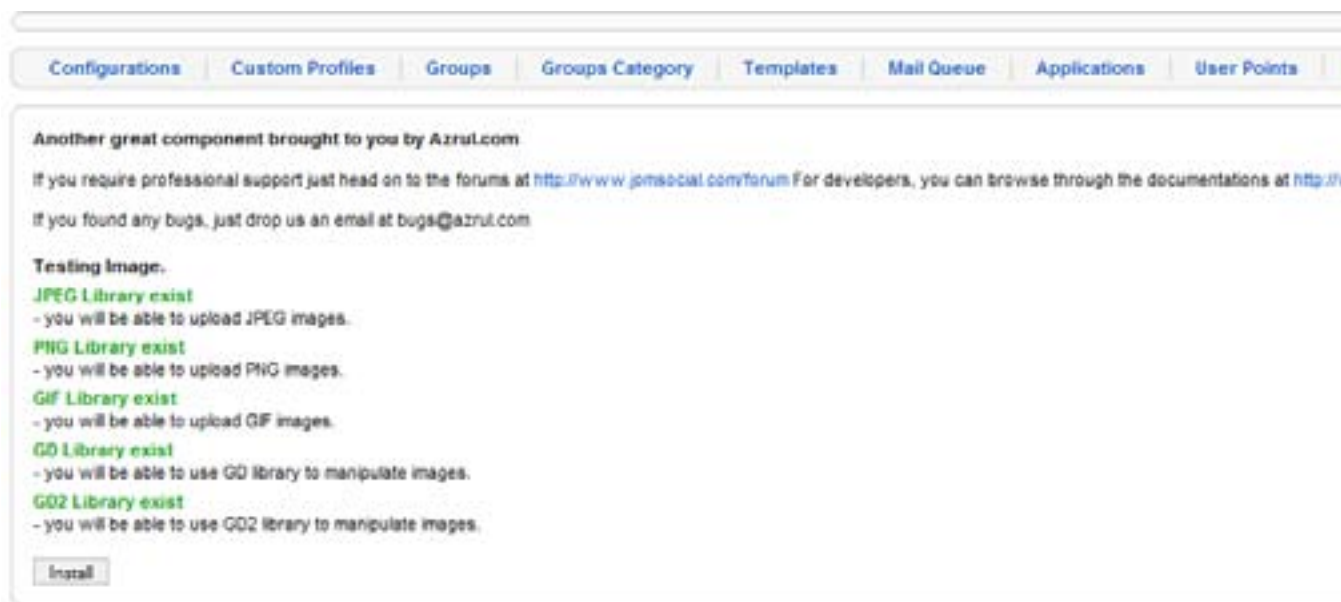 Configurations Custom Profiles Groups Groups Category Templates Mail Queue Applications User Points
Another great component brought to you by Azrul.com
If you require professional support just head on to the forums at http://www.jomsocial.com/forum For developers, you can browse through the documentations at http://
If you found any bugs, just drop us an email at bugs@azrul.com
Testing Image.
JPEG Library exist
- you will be able to upload JPEG images.
PNG Library exist
- you will be able to upload PNG images.
GIF Library exist
- you will be able to upload GIF images.
GD Library exist
- you will be able to use GD library to manipulate images.
GD2 Library exist
- you will be able to use GD2 library to manipulate images.
Install